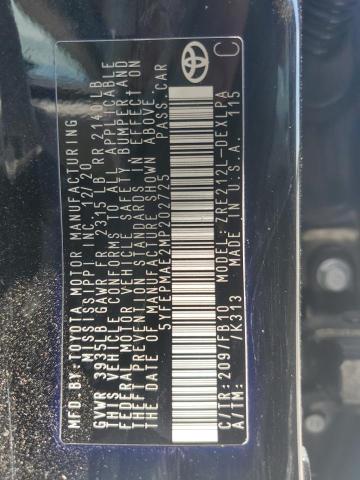 MFD.BY:TOYOTA MOTOR MANUFACTURING
MISSISSIPPI INC. 12/20
GVWR 3935LB GAWR FR 2315 LB RR 2140 LB
THIS VEHICLE CONFORMS TO ALL APPLICABLE
FEDERAL MOTOR VEHICLE SAFETY, BUMPER, AND
THEFT PREVENTION STANDARDS IN EFFECT ON
THE DATE OF MANUFACTURE SHOWN ABOVE.
5YFEPMAE2MP202725 PASS.CAR
C
C/TR:209/FB10 MODEL:ZRE212L-DEXLPA
A/TM: /K313 MADE IN U.S.A. 115